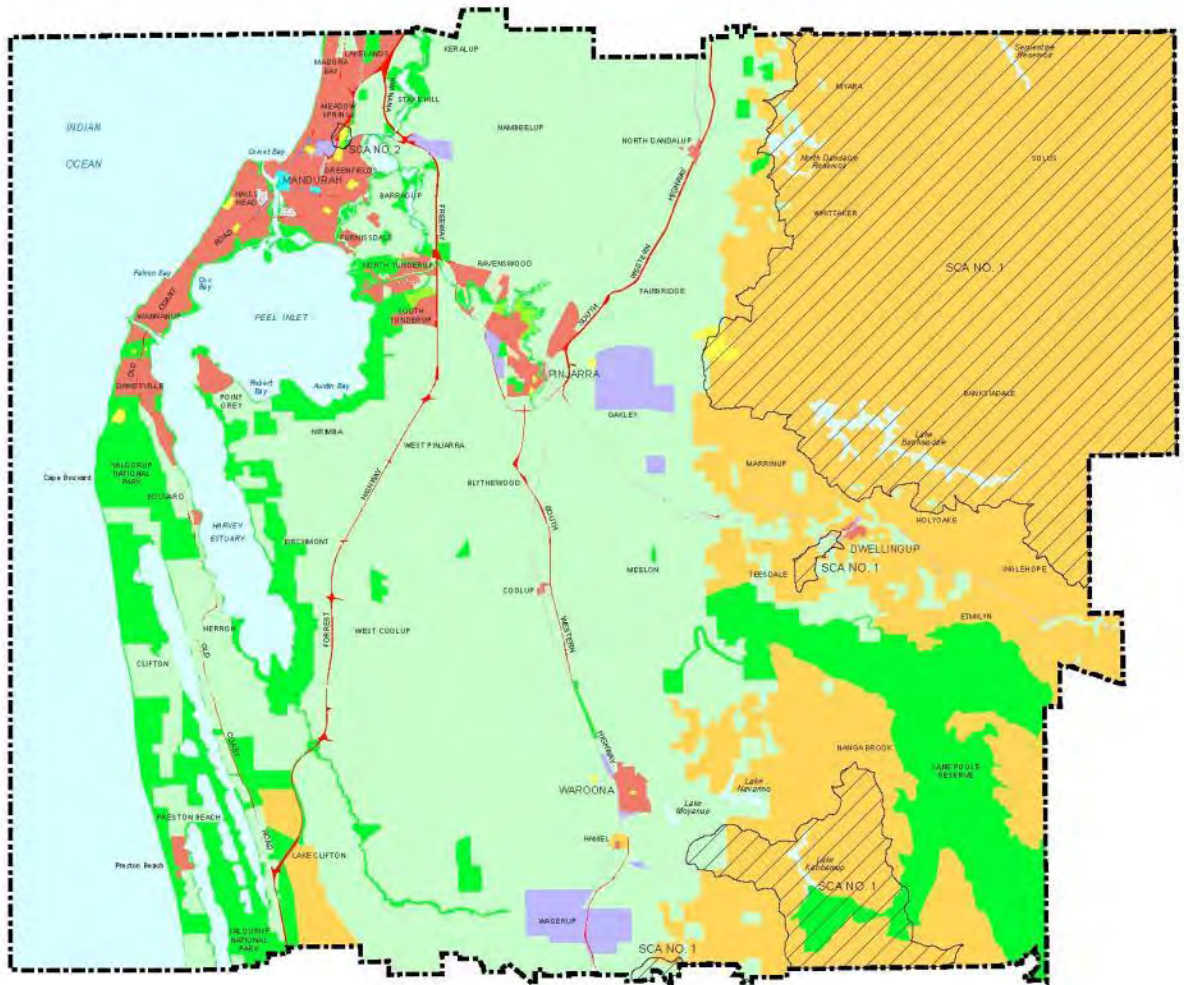 KERALUP
LAKELANDS
MADORA
BAY
Serpentine
Reservoir
KWINANA
STAKE HILL
MYARA
MEADOW
SPRING
INDIAN
NAMBEELUP
NORTH DANDALUP
SCA NO. 2
OCEAN
Comet Bay
North Dandalup
Reservoir
SOLUS
GREENFIELDS
MANDURAH
BARRAGUP
HIGHWAY
HALLS
HEAD
FREEWAY
WHITTAKER
ROAD
FURNISSDALE
WESTERN
NORTH YUNDERUP
RAVENSWOOD
SCA NO. 1
Falcon Bay
COAST
FAIRBRIDGE
PEEL INLET
SOUTH
YUNDERUP
SOUTH
WANNANUP
OLD
PINJARRA
DAWESVILLE
Robert
Bay
Austin Bay
BANKSIADALE
POINT
GREY
OAKLEY
NIRIMBA
Lake
Banksiadale
WEST PINJARRA
YALGORUP
NATIONAL
PARK
MARRINUP
Cape Bouvard
HIGHWAY
BLYTHEWOOD
BOUVARD
SOUTH
HOLYOAKE
HARVEY
ESTUARY
BIRCHMONT
DWELLINGUP
SCA NO. 1
MEELON
TEESDALE
INGLEHOPE
COOLUP
ETMILYN
WESTERN
HERRON
FORREST
WEST COOLUP
OLD
CLIFTON
COAST
HIGHWAY
NANGA BROOK
LANE POOLE
RESERVE
Lake
Navarino
WAROONA
Lake
Moyanup
PRESTON BEACH
ROAD
HAMEL
LAKE CLIFTON
Preston Beach
Lake
Kabbamup
SCA NO. 1
WAGERUP
YALGORUP
NATIONAL
PARK
SCA NO. 1